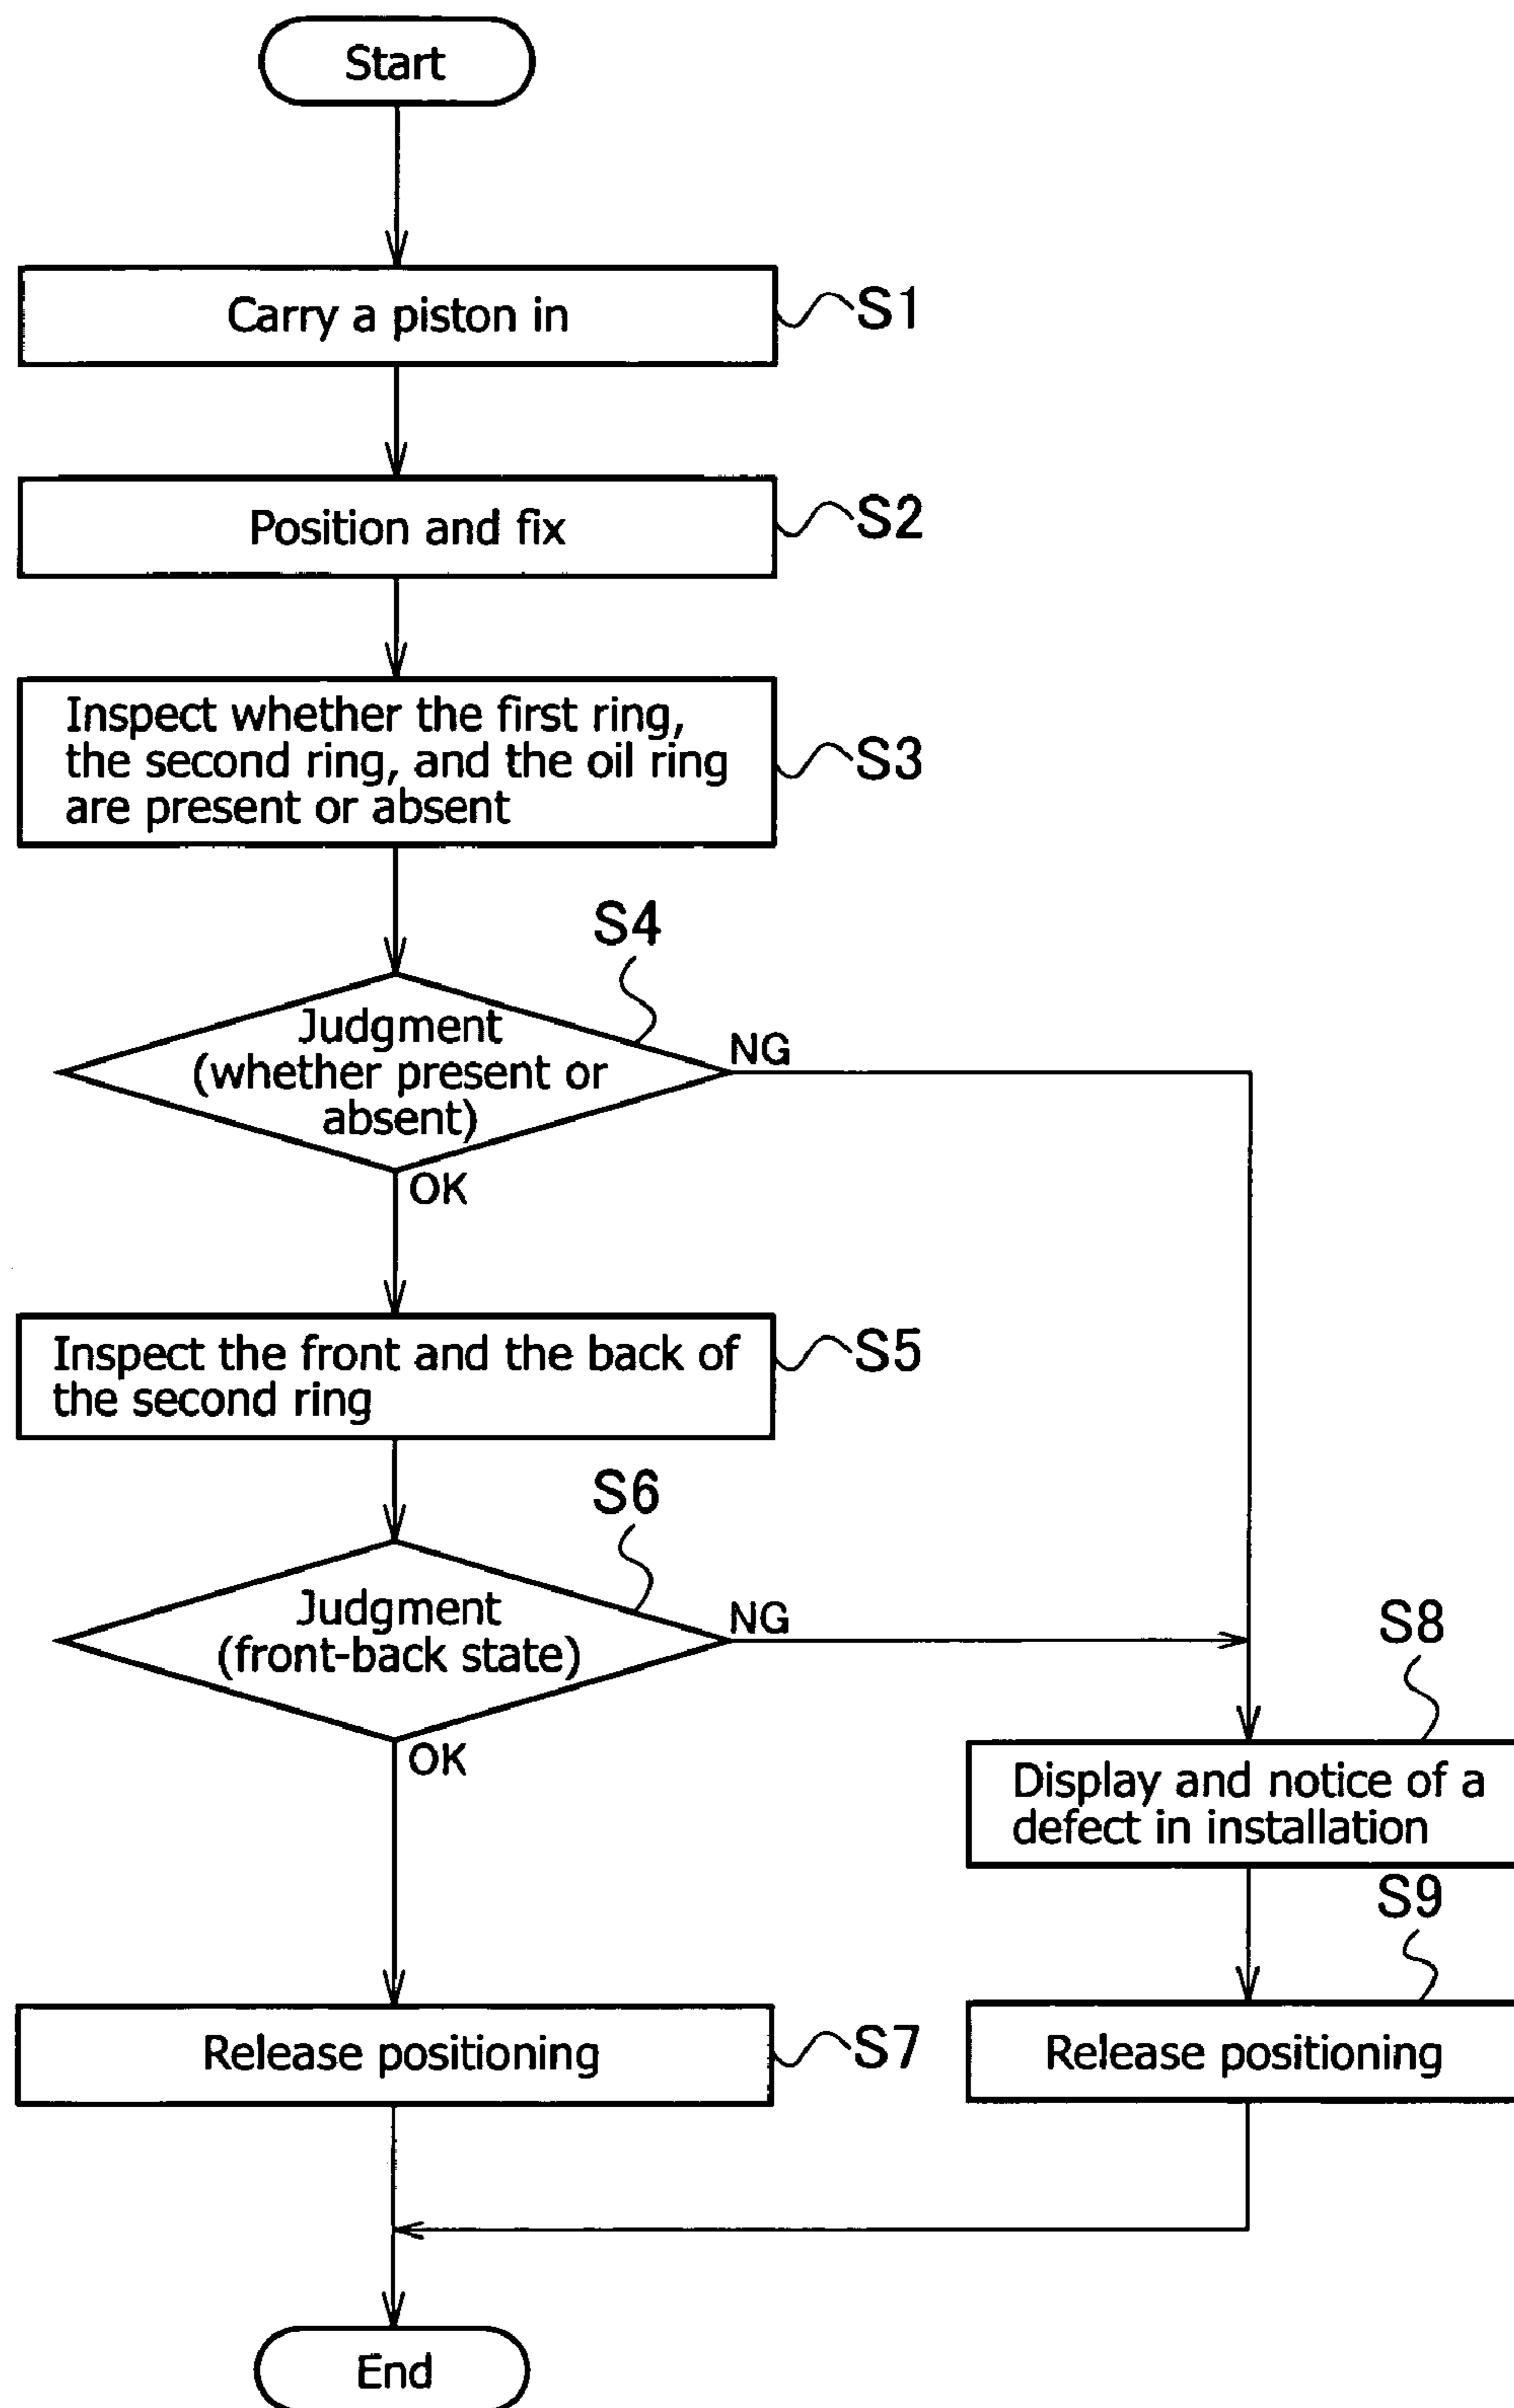 Start
Carry a piston in
S1
Position and fix
S2
Inspect whether the first ring,
the second ring, and the oil ring
are present or absent
S3
S4
Judgment
(whether present or
absent)
NG
OK
Inspect the front and the back of
the second ring
S5
S6
Judgment
(front-back state)
NG
OK
S8
Display and notice of a
defect in installation
S9
Release positioning
S7
Release positioning
End